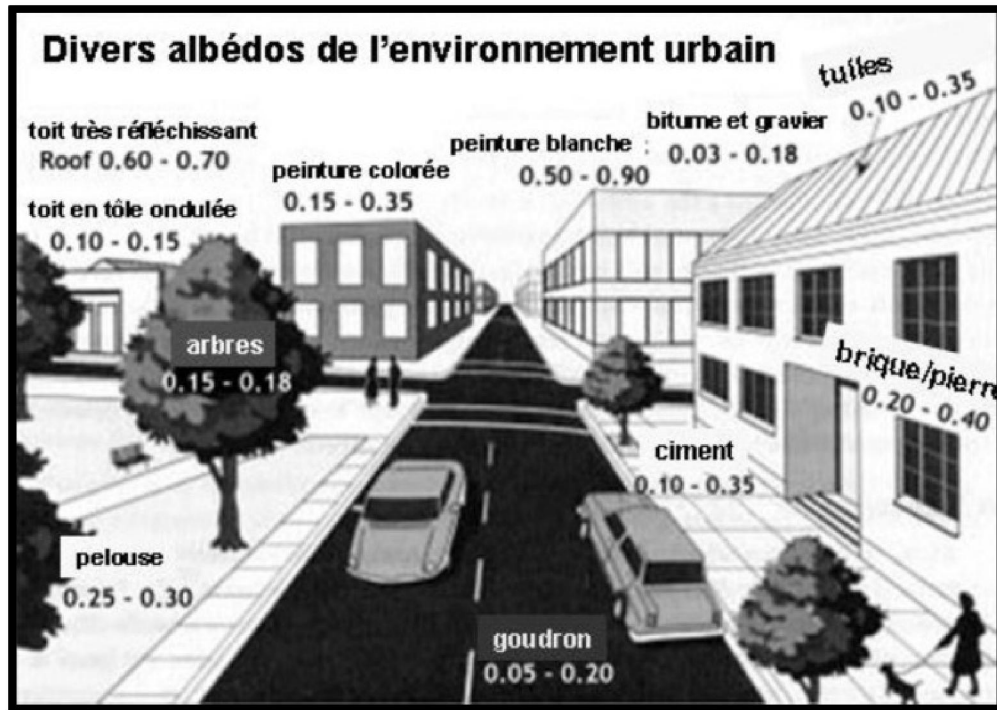 Divers albédos de l'environnement urbain
tuiles
0.10 - 0.35
toit très réfléchissant
Roof 0.60 - 0.70
peinture colorée
0.15 - 0.35
peinture blanche :
0.50 - 0.90
bitume et gravier
0.03 - 0.18
toit en tôle ondulée
0.10 - 0.15
arbres
0.15 - 0.18
brique/pierre
0.20 - 0.40
ciment
0.10 - 0.35
pelouse
0.25 - 0.30
goudron
0.05 - 0.20